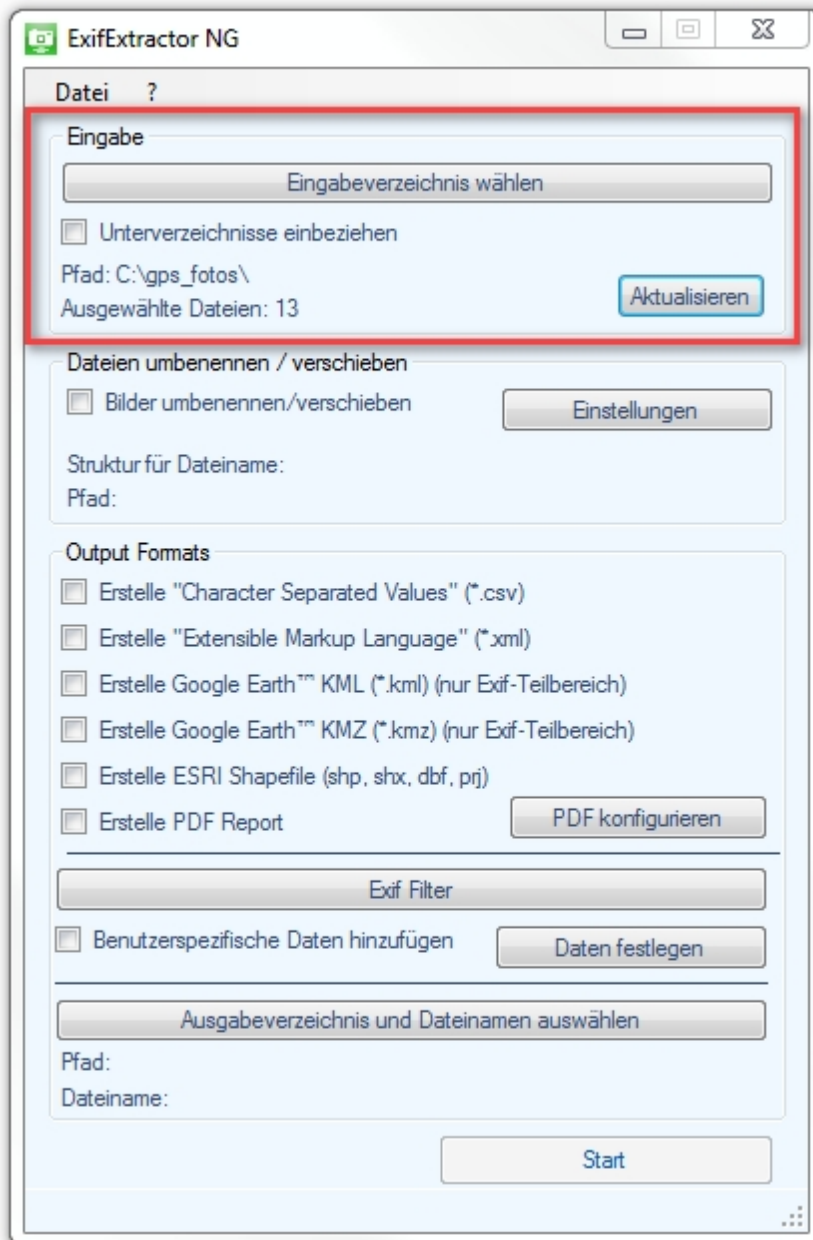 ExifExtractor NG
Datei ?
Eingabe
Eingabeverzeichnis wählen
Unterverzeichnisse einbeziehen
Pfad: C:\gps_fotos\
Ausgewählte Dateien: 13
Aktualisieren
Dateien umbenennen / verschieben
Bilder umbenennen/verschieben
Einstellungen
Struktur für Dateiname:
Pfad:
Output Formats
Erstelle "Character Separated Values" (*.csv)
Erstelle "Extensible Markup Language" (*.xml)
Erstelle Google Earth™ KML (*.kml) (nur Exif-Teilbereich)
Erstelle Google Earth™ KMZ (*.kmz) (nur Exif-Teilbereich)
Erstelle ESRI Shapefile (shp, shx, dbf, prj)
Erstelle PDF Report
PDF konfigurieren
Exif Filter
Benutzerspezifische Daten hinzufügen
Daten festlegen
Ausgabeverzeichnis und Dateinamen auswählen
Pfad:
Dateiname:
Start